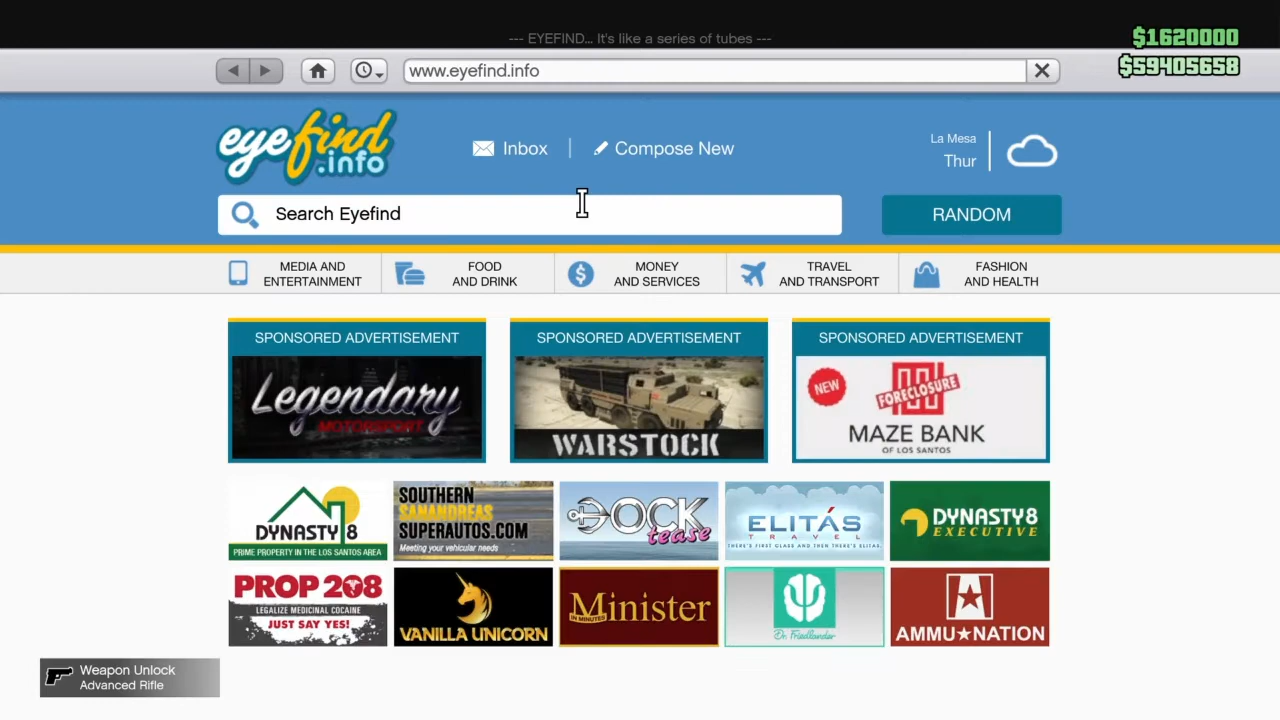 --- EYEFIND... It's like a series of tubes ---
$1620000
$59405658
www.eyefind.info
eyefind
.info
Inbox
Compose New
La Mesa
Thur
Search Eyefind
RANDOM
MEDIA AND
ENTERTAINMENT
FOOD
AND DRINK
MONEY
AND SERVICES
TRAVEL
AND TRANSPORT
FASHION
AND HEALTH
SPONSORED ADVERTISEMENT
Legendary
MOTORSPORT
SPONSORED ADVERTISEMENT
WARSTOCK
SPONSORED ADVERTISEMENT
NEW
FORECLOSURE
MAZE BANK
OF LOS SANTOS
DYNASTY 8
PRIME PROPERTY IN THE LOS SANTOS AREA
SOUTHERN
SANANDREAS
SUPERAUTOS.COM
Meeting your vehicular needs
DOCK
tease
ELITÁS
TRAVEL
THERE'S FIRST CLASS AND THEN THERE'S ELITAS.
DYNASTY 8
EXECUTIVE
PROP 208
LEGALIZE MEDICINAL COCAINE
JUST SAY YES!
VANILLA UNICORN
Minister
IN MINUTES
Dr. Friedlander
AMMU★NATION
Weapon Unlock
Advanced Rifle